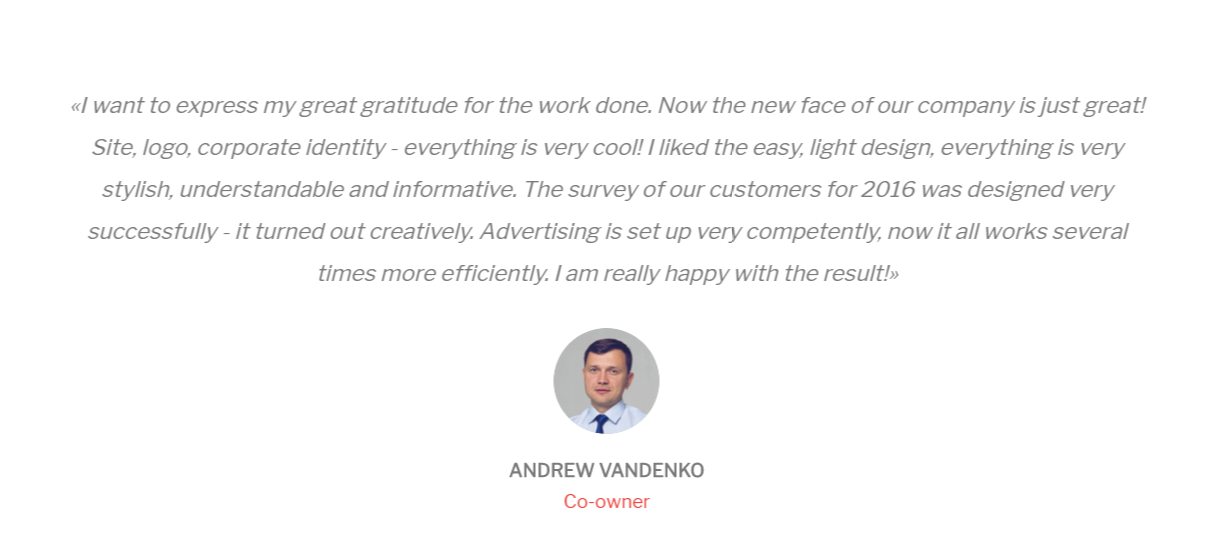 «I want to express my great gratitude for the work done. Now the new face of our company is just great!
Site, logo, corporate identity - everything is very cool! I liked the easy, light design, everything is very
stylish, understandable and informative. The survey of our customers for 2016 was designed very
successfully - it turned out creatively. Advertising is set up very competently, now it all works several
times more efficiently. I am really happy with the result!»
ANDREW VANDENKO
Co-owner